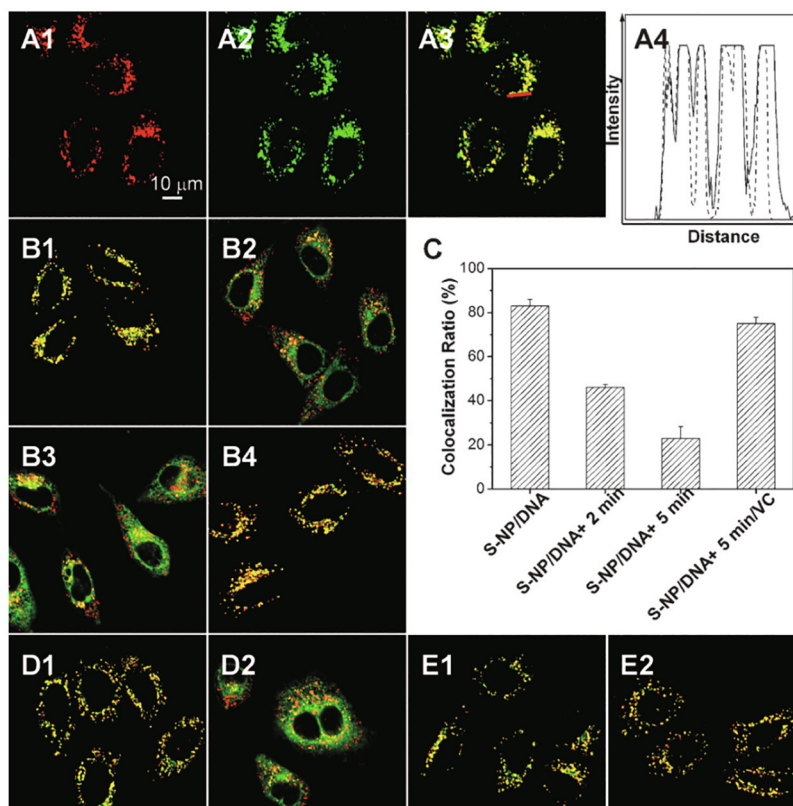 A1
A2
A3
A4
10 μm
Intensity
Distance
B1
B2
C
Colocalization Ratio (%)
100
80
60
40
20
0
S-NP/DNA
S-NP/DNA+ 2 min
S-NP/DNA+ 5 min
S-NP/DNA+ 5 min/VC
B3
B4
D1
D2
E1
E2